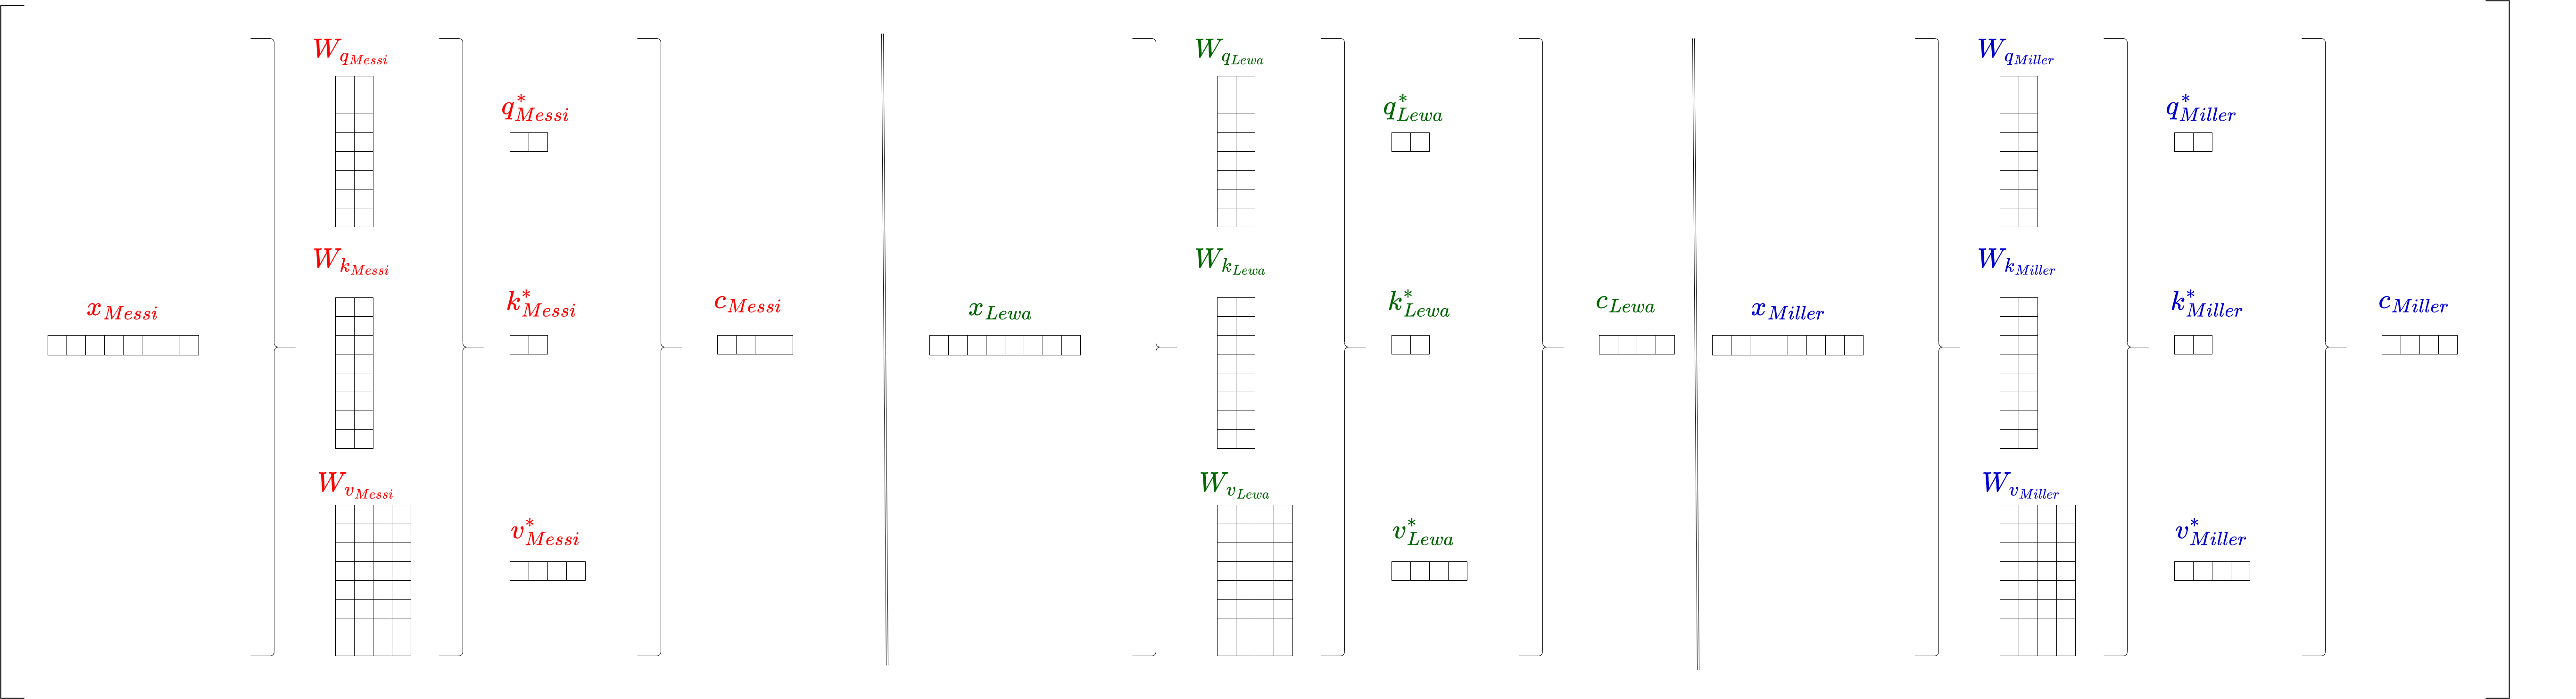 W_{q_{Messi}}
q^*_{Messi}
W_{k_{Messi}}
x_{Messi}
k^*_{Messi}
c_{Messi}
W_{v_{Messi}}
v^*_{Messi}
W_{q_{Lewa}}
q^*_{Lewa}
W_{k_{Lewa}}
x_{Lewa}
k^*_{Lewa}
c_{Lewa}
W_{v_{Lewa}}
v^*_{Lewa}
W_{q_{Miller}}
q^*_{Miller}
W_{k_{Miller}}
x_{Miller}
k^*_{Miller}
c_{Miller}
W_{v_{Miller}}
v^*_{Miller}